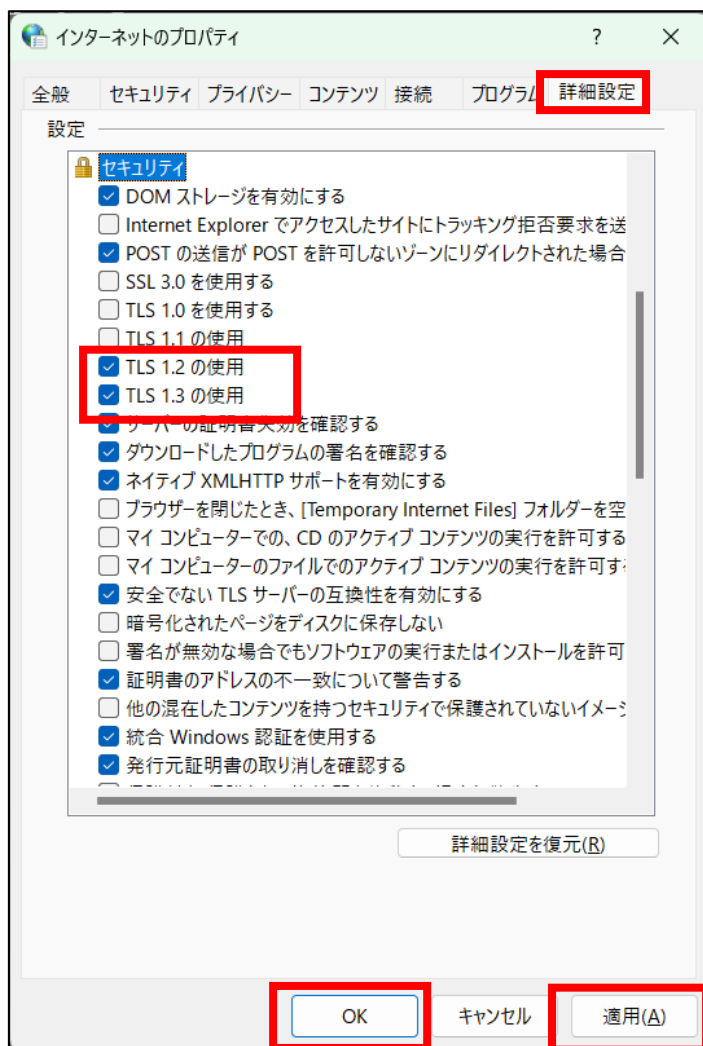 インターネットのプロパティ ? ×
全般 セキュリティ プライバシー コンテンツ 接続 プログラム 詳細設定
設定
セキュリティ
DOM ストレージを有効にする
Internet Explorer でアクセスしたサイトにトラッキング拒否要求を送
POST の送信が POST を許可しないゾーンにリダイレクトされた場合
SSL 3.0 を使用する
TLS 1.0 を使用する
TLS 1.1 の使用
TLS 1.2 の使用
TLS 1.3 の使用
サーバーの証明書失効を確認する
ダウンロードしたプログラムの署名を確認する
ネイティブ XMLHTTP サポートを有効にする
ブラウザーを閉じたとき、[Temporary Internet Files] フォルダーを空
マイ コンピューターでの、CD のアクティブ コンテンツの実行を許可する
マイ コンピューターのファイルでのアクティブ コンテンツの実行を許可す
安全でない TLS サーバーの互換性を有効にする
暗号化されたページをディスクに保存しない
署名が無効な場合でもソフトウェアの実行またはインストールを許可
証明書のアドレスの不一致について警告する
他の混在したコンテンツを持つセキュリティで保護されていないイメージ
統合 Windows 認証を使用する
発行元証明書の取り消しを確認する
詳細設定を復元(R)
OK キャンセル 適用(A)